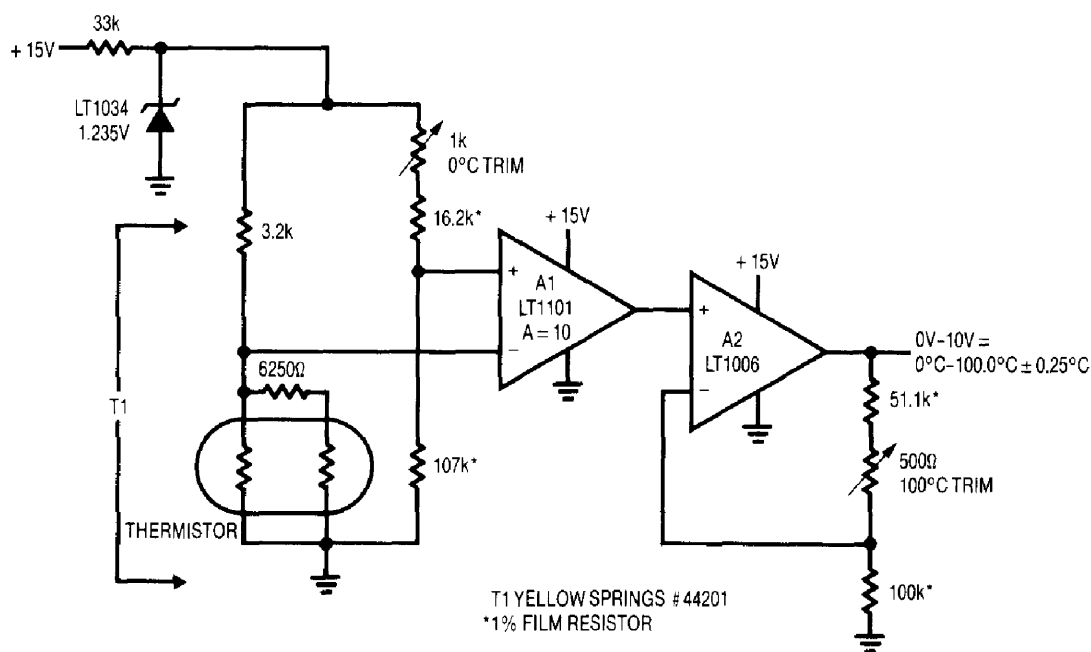 33k
+ 15V
LT1034
1.235V
1k
0°C TRIM
16.2k*
3.2k
+ 15V
+
A1
LT1101
A = 10
−
+ 15V
+
A2
LT1006
−
0V–10V =
0°C–100.0°C ± 0.25°C
6250Ω
T1
51.1k*
107k*
500Ω
100°C TRIM
THERMISTOR
100k*
T1 YELLOW SPRINGS #44201
*1% FILM RESISTOR